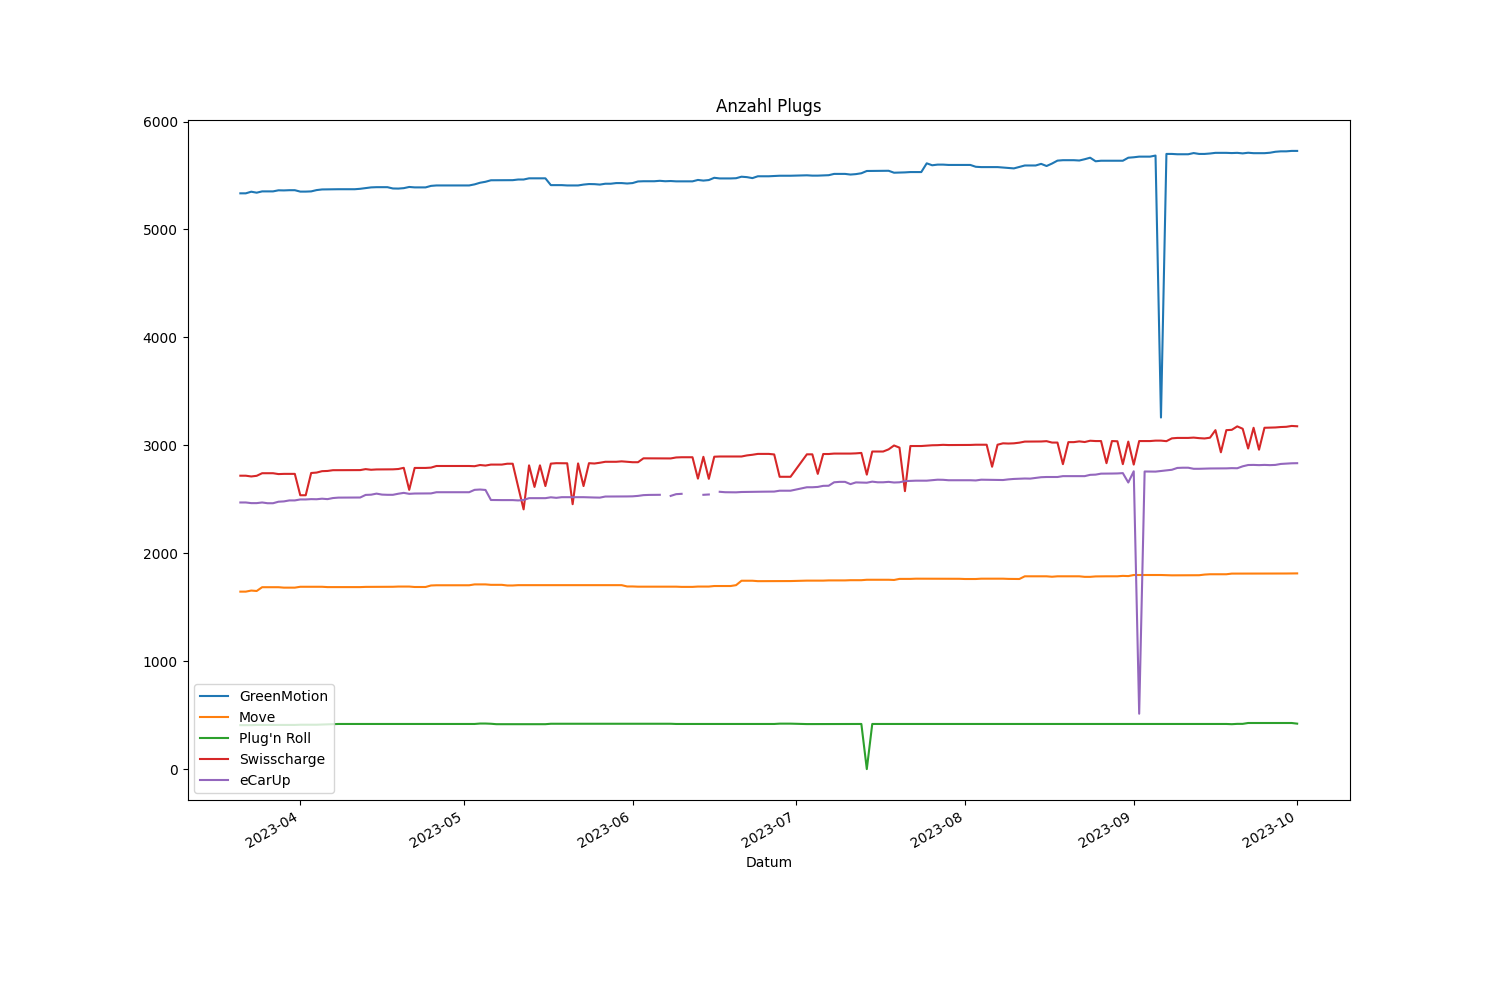 Anzahl Plugs
6000
5000
4000
3000
2000
1000
0
GreenMotion
Move
Plug'n Roll
Swisscharge
eCarUp
2023-04
2023-05
2023-06
2023-07
2023-08
2023-09
2023-10
Datum